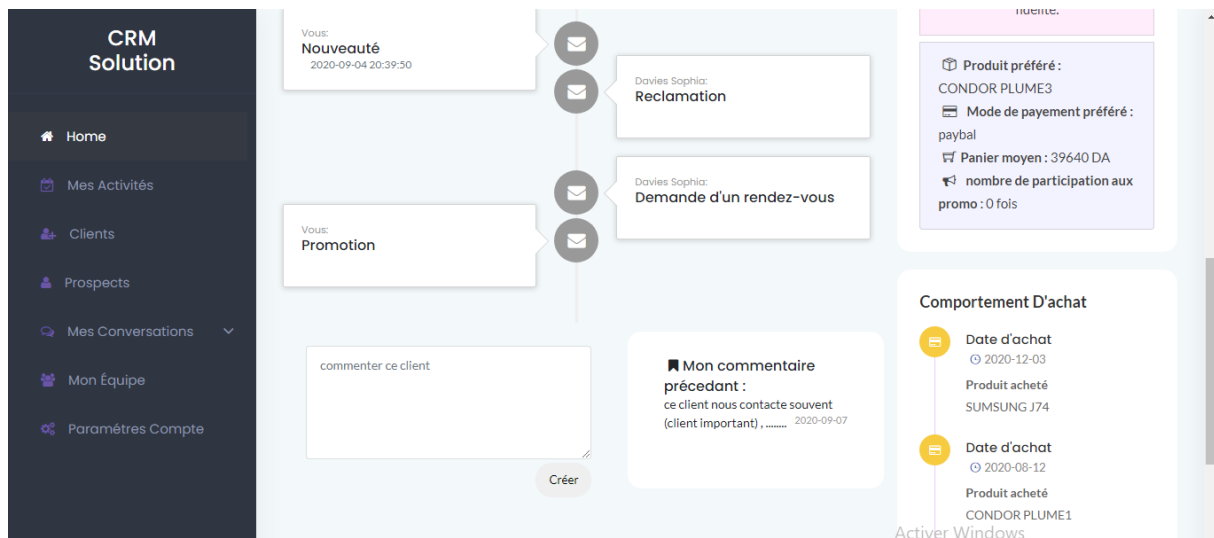 CRM
Solution
Home
Mes Activités
Clients
Prospects
Mes Conversations
Mon Équipe
Paramétres Compte
Vous:
Nouveauté
2020-09-04 20:39:50
Davies Sophia:
Reclamation
Davies Sophia:
Demande d'un rendez-vous
Vous:
Promotion
commenter ce client
Créer
Mon commentaire
précedant :
ce client nous contacte souvent
(client important) , ........ 2020-09-07
fidelité.
Produit préféré :
CONDOR PLUME3
Mode de payement préféré :
paybal
Panier moyen : 39640 DA
nombre de participation aux
promo : 0 fois
Comportement D'achat
Date d'achat
2020-12-03
Produit acheté
SUMSUNG J74
Date d'achat
2020-08-12
Produit acheté
CONDOR PLUME1
Activer Windows